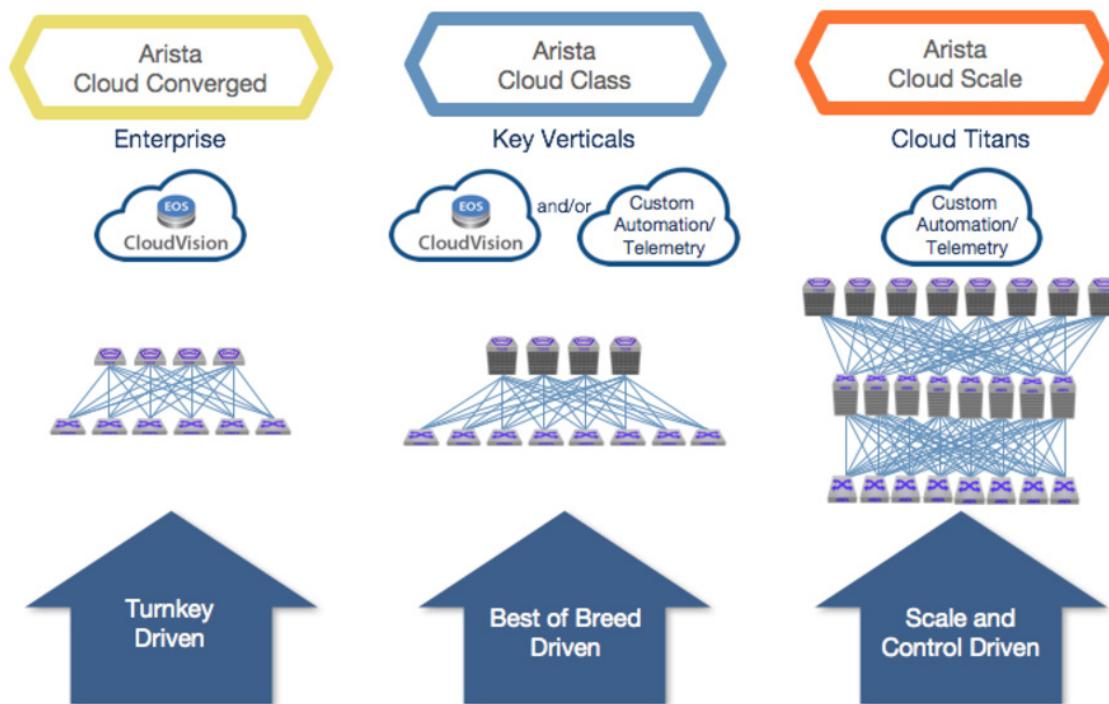 Arista
Cloud Converged
Arista
Cloud Class
Arista
Cloud Scale
Enterprise
Key Verticals
Cloud Titans
EOS
CloudVision
EOS
CloudVision
and/or
Custom
Automation/
Telemetry
Custom
Automation/
Telemetry
Turnkey
Driven
Best of Breed
Driven
Scale and
Control Driven